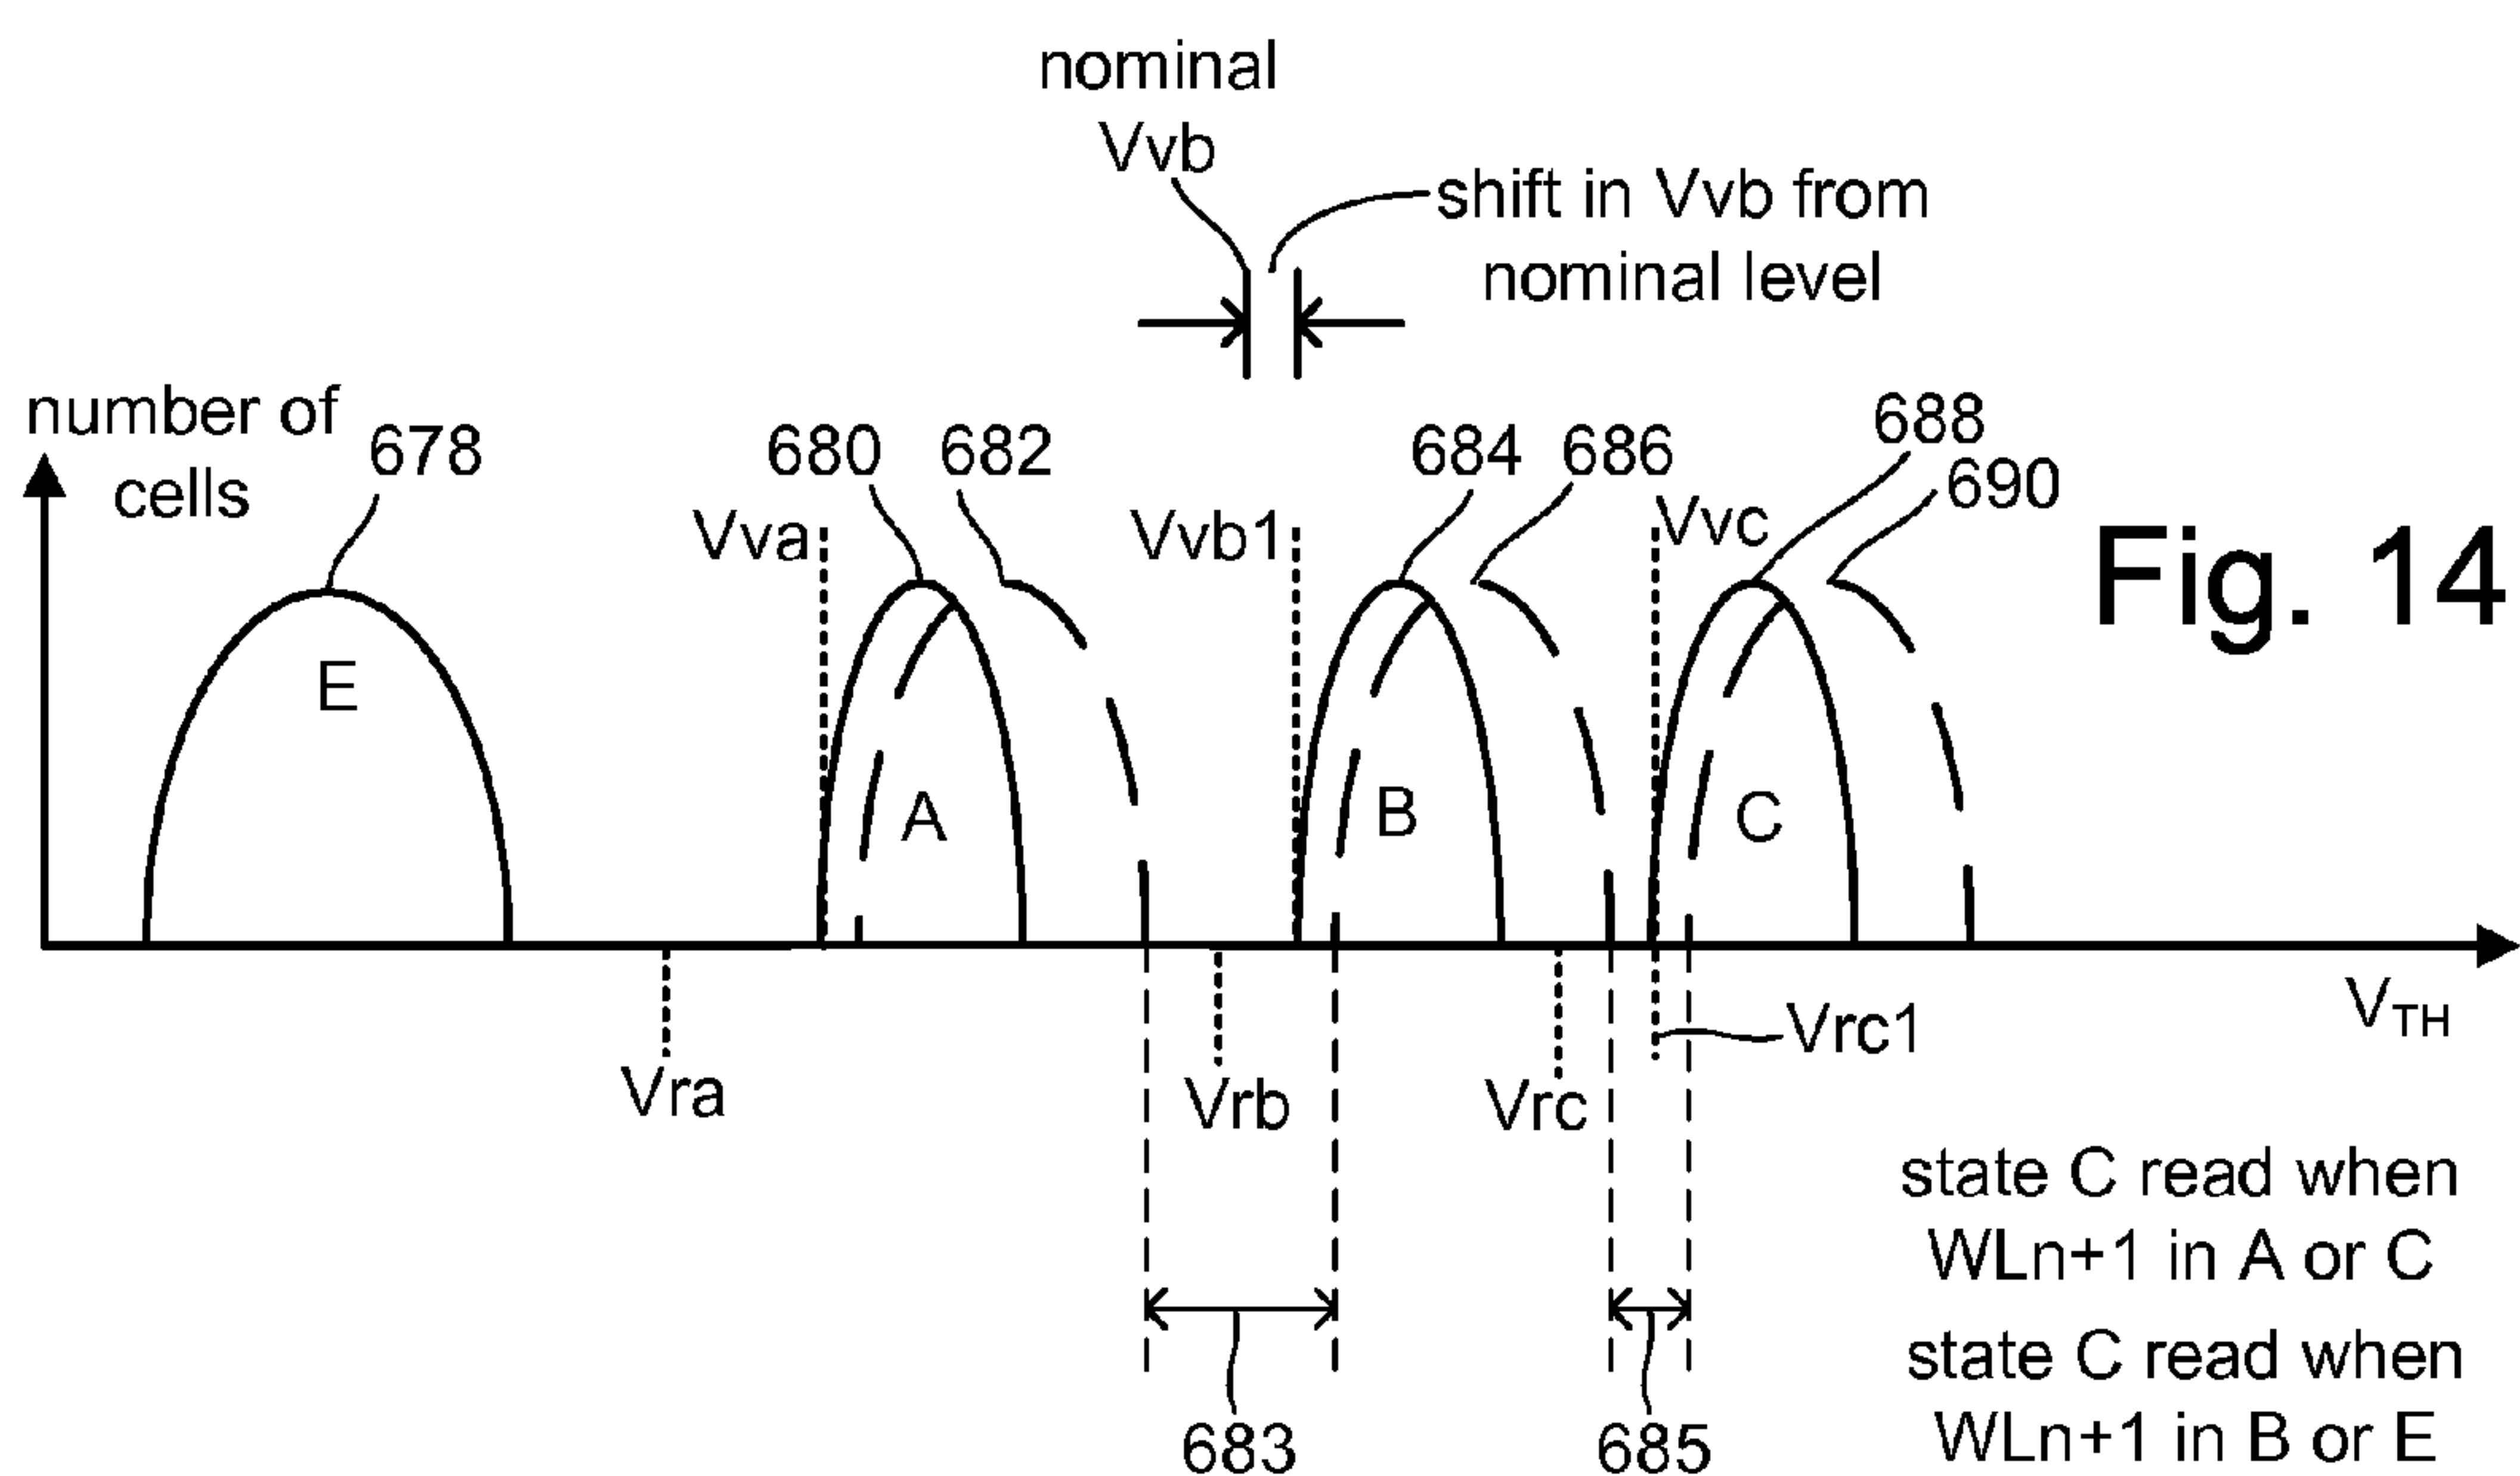 nominal
Vvb
shift in Vvb from
nominal level
number of
cells
678
680
682
684
686
688
690
Vva
Vvb1
Vvc
Fig. 14
E
A
B
C
VTH
Vra
Vrb
Vrc
Vrc1
state C read when
WLn+1 in A or C
state C read when
WLn+1 in B or E
683
685